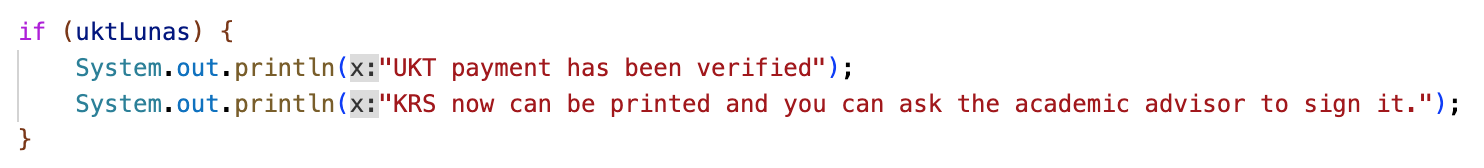 if (uktLunas) {
    System.out.println(x:"UKT payment has been verified");
    System.out.println(x:"KRS now can be printed and you can ask the academic advisor to sign it.");
}